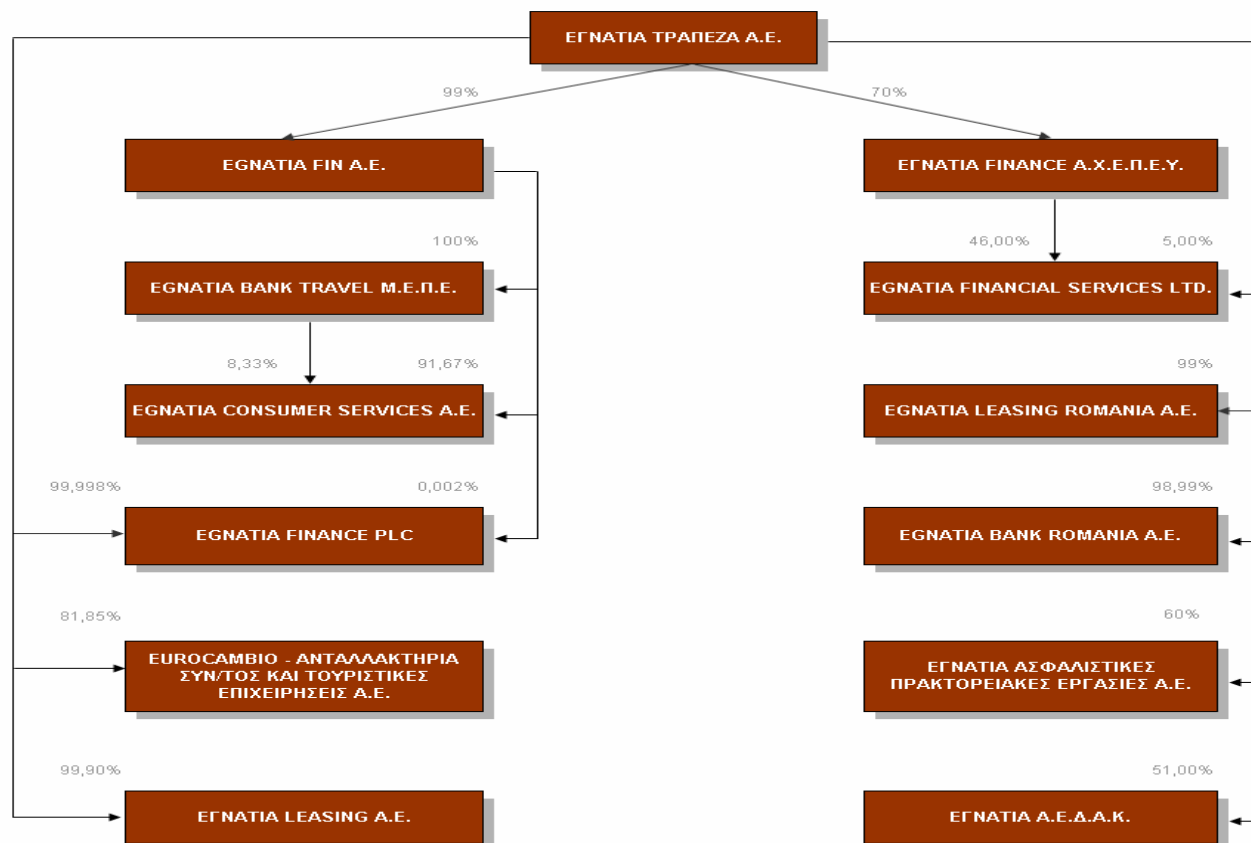 ΕΓΝΑΤΙΑ ΤΡΑΠΕΖΑ Α.Ε.
99%
70%
EGNATIA FIN Α.Ε.
ΕΓΝΑΤΙΑ FINANCE Α.Χ.Ε.Π.Ε.Υ.
100%
46,00%
5,00%
EGNATIA BANK TRAVEL Μ.Ε.Π.Ε.
EGNATIA FINANCIAL SERVICES LTD.
8,33%
91,67%
99%
EGNATIA CONSUMER SERVICES Α.Ε.
EGNATIA LEASING ROMANIA Α.Ε.
99,998%
0,002%
98,99%
EGNATIA FINANCE PLC
EGNATIA BANK ROMANIA Α.Ε.
81,85%
60%
EUROCAMBIO - ΑΝΤΑΛΛΑΚΤΗΡΙΑ
ΣΥΝ/ΤΟΣ ΚΑΙ ΤΟΥΡΙΣΤΙΚΕΣ
ΕΠΙΧΕΙΡΗΣΕΙΣ Α.Ε.
ΕΓΝΑΤΙΑ ΑΣΦΑΛΙΣΤΙΚΕΣ
ΠΡΑΚΤΟΡΕΙΑΚΕΣ ΕΡΓΑΣΙΕΣ Α.Ε.
99,90%
51,00%
ΕΓΝΑΤΙΑ LEASING Α.Ε.
ΕΓΝΑΤΙΑ Α.Ε.Δ.Α.Κ.